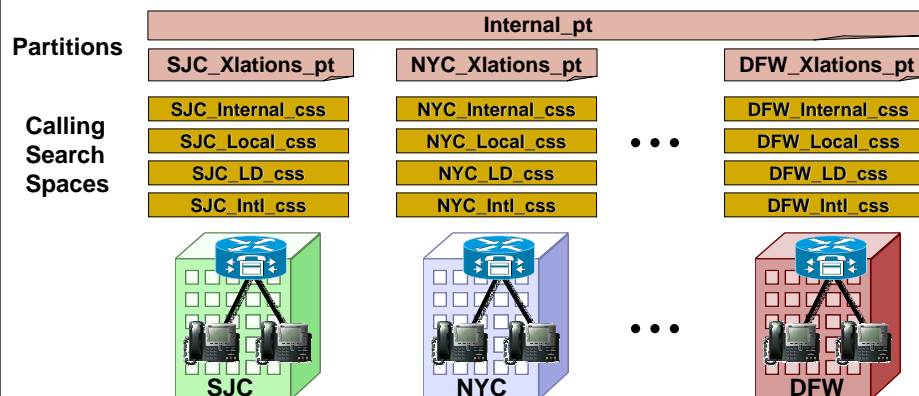 Internal_pt
Partitions
SJC_Xlations_pt NYC_Xlations_pt DFW_Xlations_pt
Calling
Search
Spaces
SJC_Internal_css NYC_Internal_css DFW_Internal_css
SJC_Local_css NYC_Local_css DFW_Local_css
SJC_LD_css NYC_LD_css DFW_LD_css
SJC_Intl_css NYC_Intl_css DFW_Intl_css
SJC NYC DFW